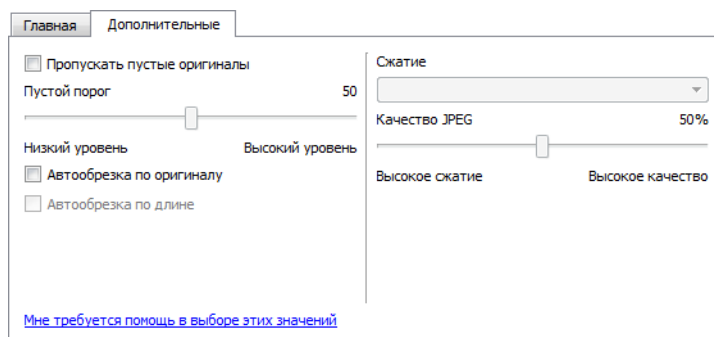 Главная Дополнительные
Пропускать пустые оригиналы
Пустой порог 50
Низкий уровень Высокий уровень
Автообрезка по оригиналу
Автообрезка по длине
Мне требуется помощь в выборе этих значений
Сжатие
Качество JPEG 50%
Высокое сжатие Высокое качество